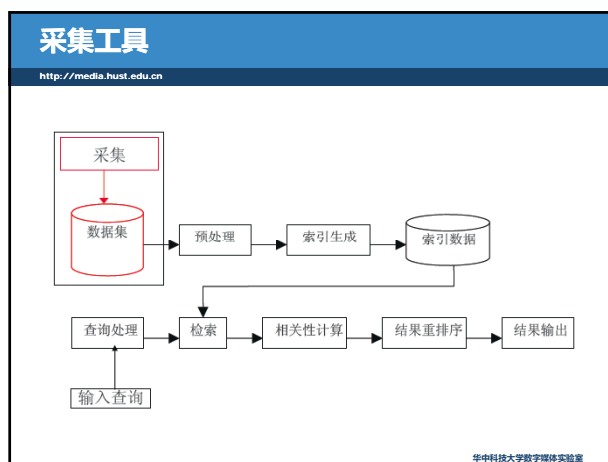 采集工具
http://media.hust.edu.cn
采集
数据集
预处理
索引生成
索引数据
查询处理
检索
相关性计算
结果重排序
结果输出
输入查询
华中科技大学数字媒体实验室